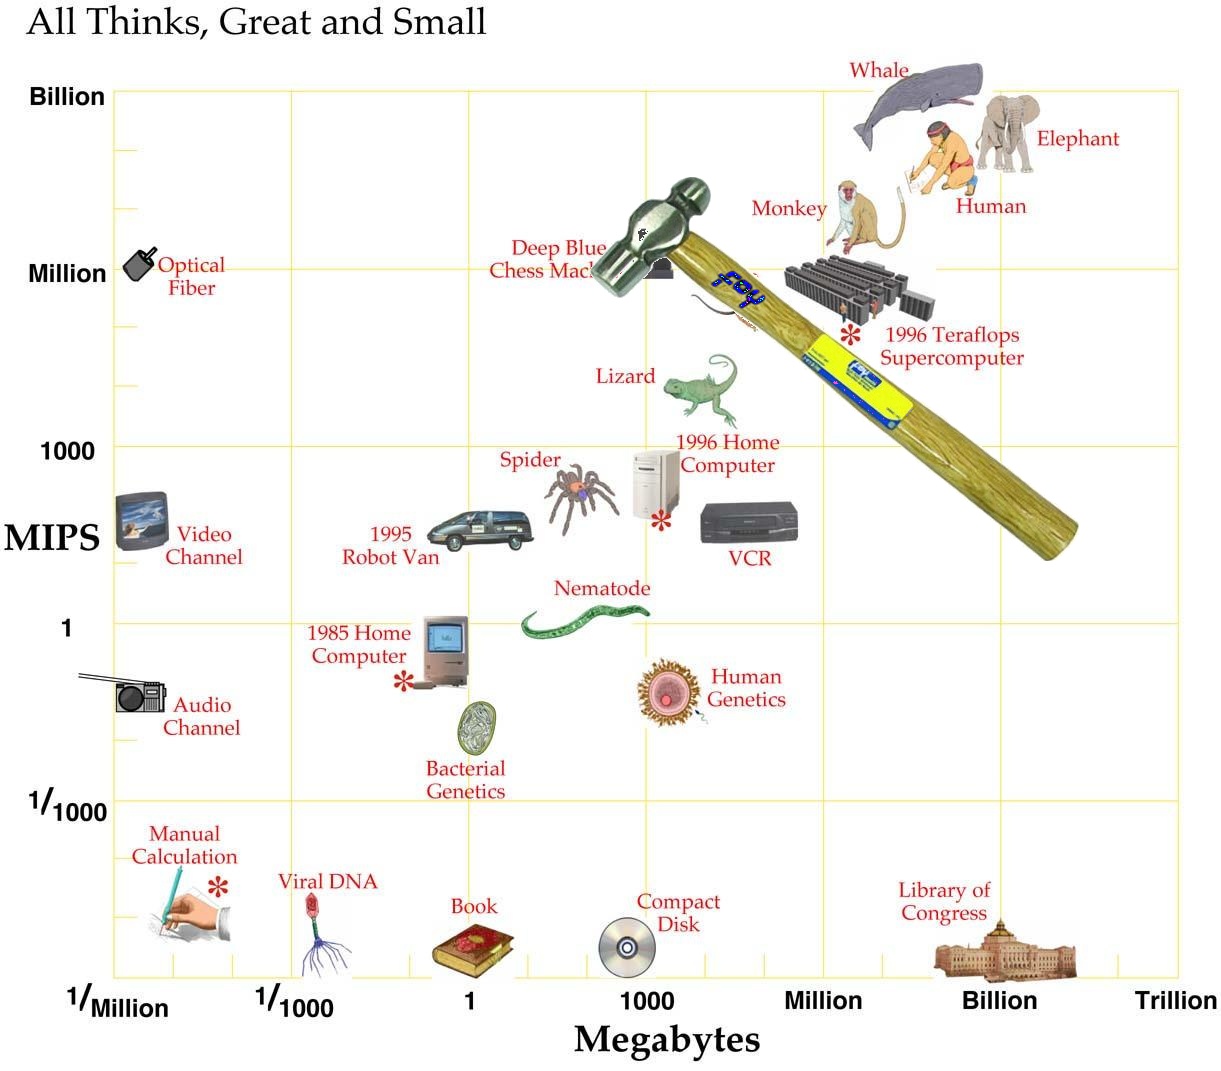 All Thinks, Great and Small
Billion
Whale
Elephant
Human
Monkey
Deep Blue
Chess
Million
Optical
Fiber
1996 Teraflops
Supercomputer
Lizard
1000
1996 Home
Computer
Spider
MIPS
Video
Channel
1995
Robot Van
VCR
Nematode
1
1985 Home
Computer
Human
Genetics
Audio
Channel
Bacterial
Genetics
1/1000
Manual
Calculation
Viral DNA
Book
Compact
Disk
Library of
Congress
1/Million
1/1000
1
1000
Million
Billion
Trillion
Megabytes